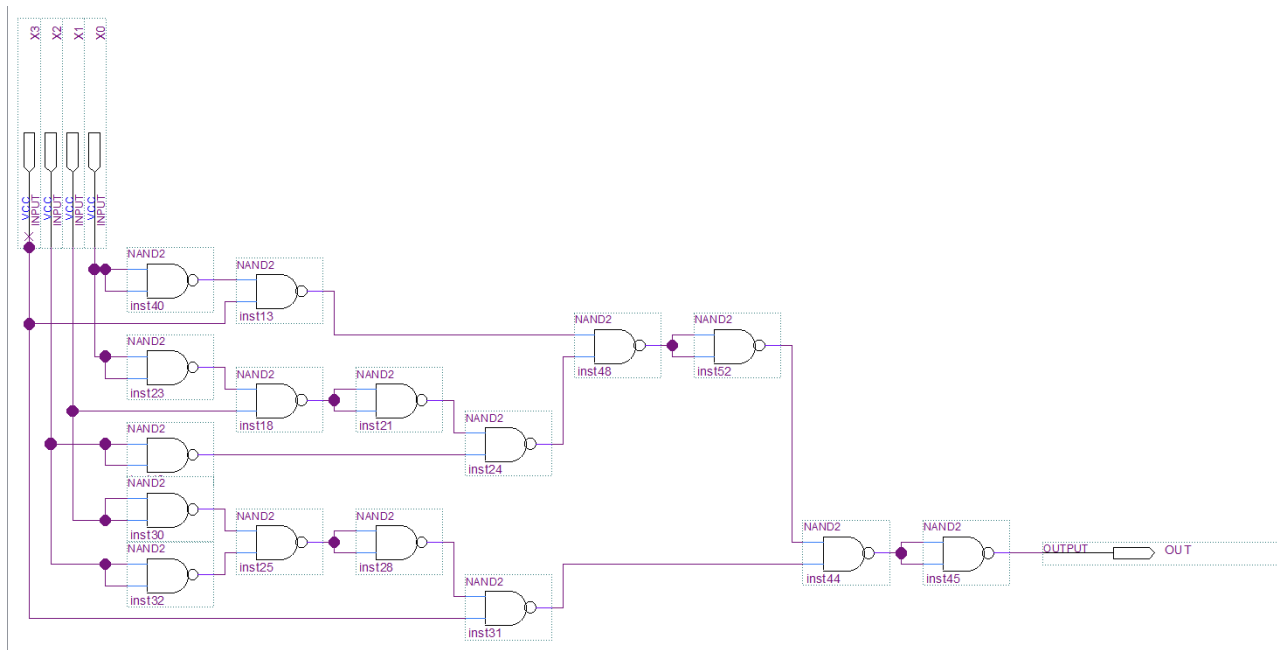 X3
X2
X1
X0
VCC
INPUT
VCC
INPUT
VCC
INPUT
VCC
INPUT
NAND2
inst40
NAND2
inst13
NAND2
inst48
NAND2
inst52
NAND2
inst23
NAND2
inst18
NAND2
inst21
NAND2
NAND2
inst24
NAND2
inst30
NAND2
inst25
NAND2
inst28
NAND2
inst32
NAND2
inst31
NAND2
inst44
NAND2
inst45
OUTPUT
OUT